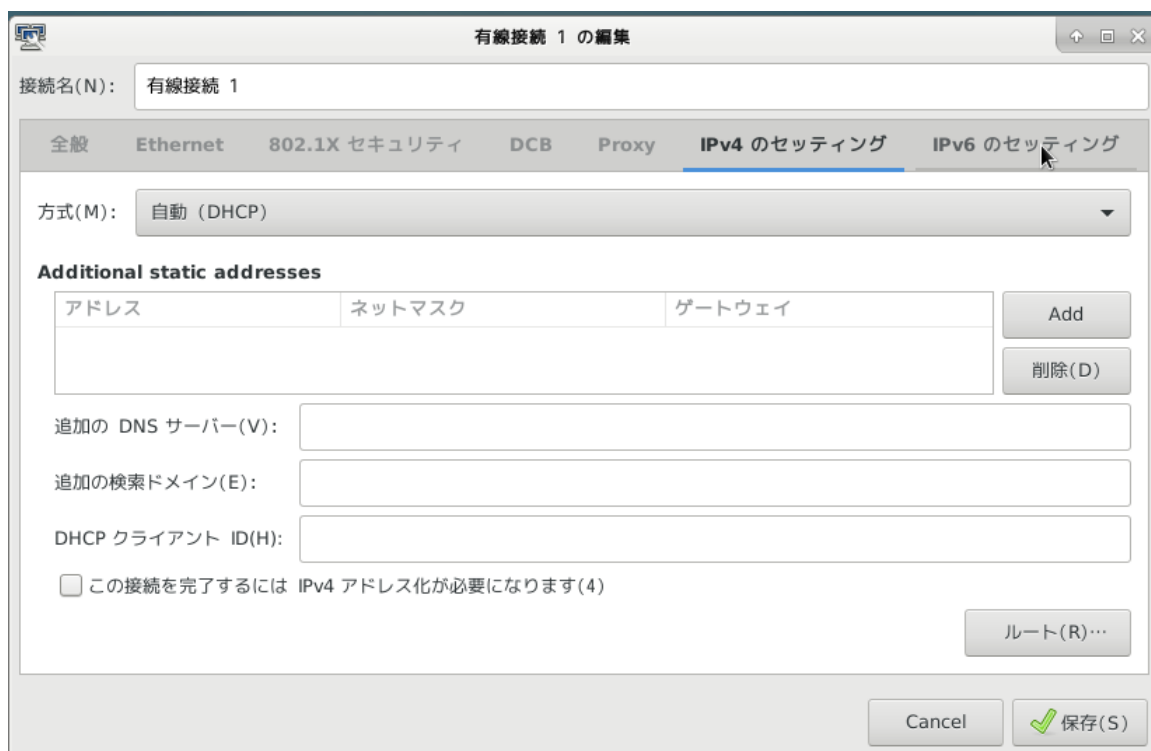 有線接続 1 の編集
接続名(N): 有線接続 1
全般 Ethernet 802.1X セキュリティ DCB Proxy IPv4 のセッティング IPv6 のセッティング
方式(M): 自動 (DHCP)
Additional static addresses
アドレス ネットマスク ゲートウェイ
Add
削除(D)
追加の DNS サーバー(V):
追加の検索ドメイン(E):
DHCP クライアント ID(H):
この接続を完了するには IPv4 アドレス化が必要になります(4)
ルート(R)…
Cancel 保存(S)